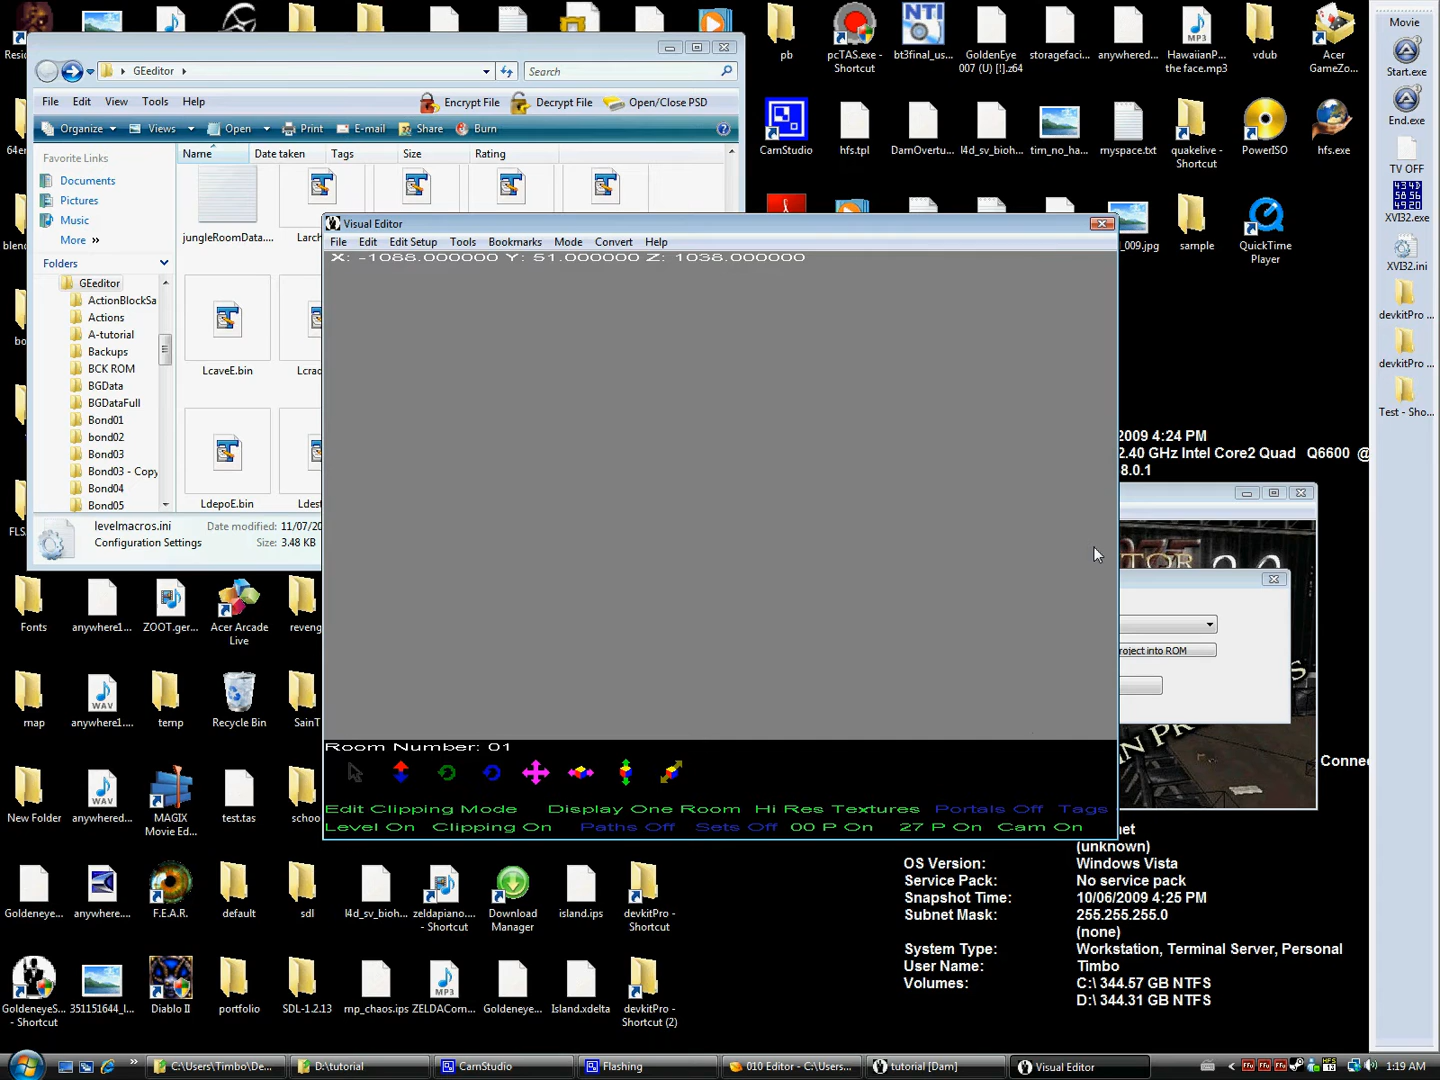 GEeditor
Search
File Edit View Tools Help
Encrypt File Decrypt File Open/Close PSD
Organize Views Open Print E-mail Share Burn
Favorite Links
Name Date taken Tags Size Rating
Documents
Pictures
Music
More »
Folders
GEeditor
ActionBlockSa
Actions
A-tutorial
Backups
BCK ROM
BGData
BGDataFull
Bond01
bond02
Bond03
Bond03 - Copy
Bond04
Bond05
jungleRoomData...
LcaveE.bin
LdepoE.bin
levelmacros.ini
Date modified: 11/07/20
Configuration Settings
Size: 3.48 KB
Visual Editor
File Edit Edit Setup Tools Bookmarks Mode Convert Help
X: -1088.000000 Y: 51.000000 Z: 1038.000000
Room Number: 01
Edit Clipping Mode Display One Room Hi Res Textures Portals Off Tags
Level On Clipping On Paths Off Sets Off 00 P On 27 P On Cam On
pb
pcTAS.exe - Shortcut
bt3final_us...
GoldenEye 007 (U) [!].z64
storagefaci...
anywhered...
HawaiianP... the face.mp3
vdub
Acer GameZo...
CamStudio
hfs.tpl
DamOvertu...
l4d_sv_bioh...
tim_no_ha...
myspace.txt
quakelive - Shortcut
PowerISO
hfs.exe
_009.jpg
sample
QuickTime Player
Movie
Start.exe
End.exe
TV OFF
XVI32.exe
XVI32.ini
devkitPro ...
devkitPro ...
Test - Sho...
2009 4:24 PM
2.40 GHz Intel Core2 Quad Q6600 @
8.0.1
roject into ROM
Conne
(unknown)
OS Version: Windows Vista
Service Pack: No service pack
Snapshot Time: 10/06/2009 4:25 PM
Subnet Mask: 255.255.255.0
(none)
System Type: Workstation, Terminal Server, Personal
User Name: Timbo
Volumes: C:\ 344.57 GB NTFS
D:\ 344.31 GB NTFS
Fonts
anywhere1...
ZOOT.ger...
Acer Arcade Live
reveng
map
anywhere1...
temp
Recycle Bin
SainT
New Folder
anywhered...
MAGIX Movie Ed...
test.tas
schoo
Goldeneye...
anywhere....
F.E.A.R.
default
sdl
l4d_sv_bioh...
zeldapiano.... - Shortcut
Download Manager
island.ips
devkitPro - Shortcut
GoldeneyeS... - Shortcut
351151644_l...
Diablo II
portfolio
SDL-1.2.13
rnp_chaos.ips
ZELDACorn...
Goldeneye...
Island.xdelta
devkitPro - Shortcut (2)
C:\Users\Timbo\De...
D:\tutorial
CamStudio
Flashing
010 Editor - C:\Users...
tutorial [Dam]
Visual Editor
1:19 AM